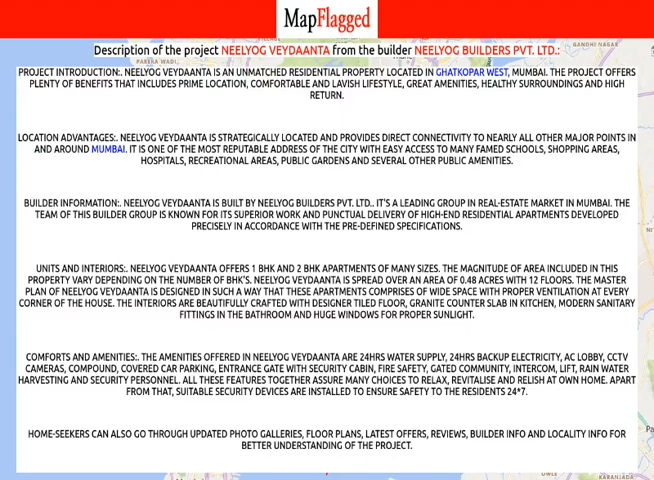 MapFlagged
GANDHI NAGAR
Description of the project NEELYOG VEYDAANTA from the builder NEELYOG BUILDERS PVT. LTD.:
PARERA WADI,
PROJECT INTRODUCTION:. NEELYOG VEYDAANTA IS AN UNMATCHED RESIDENTIAL PROPERTY LOCATED IN GHATKOPAR WEST, MUMBAI. THE PROJECT OFFERS
PLENTY OF BENEFITS THAT INCLUDES PRIME LOCATION, COMFORTABLE AND LAVISH LIFESTYLE, GREAT AMENITIES, HEALTHY SURROUNDINGS AND HIGH
RETURN.
LOCATION ADVANTAGES:. NEELYOG VEYDAANTA IS STRATEGICALLY LOCATED AND PROVIDES DIRECT CONNECTIVITY TO NEARLY ALL OTHER MAJOR POINTS IN
AND AROUND MUMBAI. IT IS ONE OF THE MOST REPUTABLE ADDRESS OF THE CITY WITH EASY ACCESS TO MANY FAMED SCHOOLS, SHOPPING AREAS,
HOSPITALS, RECREATIONAL AREAS, PUBLIC GARDENS AND SEVERAL OTHER PUBLIC AMENITIES.
BUILDER INFORMATION:. NEELYOG VEYDAANTA IS BUILT BY NEELYOG BUILDERS PVT. LTD.. IT'S A LEADING GROUP IN REAL-ESTATE MARKET IN MUMBAI. THE
TEAM OF THIS BUILDER GROUP IS KNOWN FOR ITS SUPERIOR WORK AND PUNCTUAL DELIVERY OF HIGH-END RESIDENTIAL APARTMENTS DEVELOPED
PRECISELY IN ACCORDANCE WITH THE PRE-DEFINED SPECIFICATIONS.
UNITS AND INTERIORS:. NEELYOG VEYDAANTA OFFERS 1 BHK AND 2 BHK APARTMENTS OF MANY SIZES. THE MAGNITUDE OF AREA INCLUDED IN THIS
PROPERTY VARY DEPENDING ON THE NUMBER OF BHK'S. NEELYOG VEYDAANTA IS SPREAD OVER AN AREA OF 0.48 ACRES WITH 12 FLOORS. THE MASTER
PLAN OF NEELYOG VEYDAANTA IS DESIGNED IN SUCH A WAY THAT THESE APARTMENTS COMPRISES OF WIDE SPACE WITH PROPER VENTILATION AT EVERY
CORNER OF THE HOUSE. THE INTERIORS ARE BEAUTIFULLY CRAFTED WITH DESIGNER TILED FLOOR, GRANITE COUNTER SLAB IN KITCHEN, MODERN SANITARY
FITTINGS IN THE BATHROOM AND HUGE WINDOWS FOR PROPER SUNLIGHT.
COMFORTS AND AMENITIES:. THE AMENITIES OFFERED IN NEELYOG VEYDAANTA ARE 24HRS WATER SUPPLY, 24HRS BACKUP ELECTRICITY, AC LOBBY, CCTV
CAMERAS, COMPOUND, COVERED CAR PARKING, ENTRANCE GATE WITH SECURITY CABIN, FIRE SAFETY, GATED COMMUNITY, INTERCOM, LIFT, RAIN WATER
HARVESTING AND SECURITY PERSONNEL. ALL THESE FEATURES TOGETHER ASSURE MANY CHOICES TO RELAX, REVITALISE AND RELISH AT OWN HOME. APART
FROM THAT, SUITABLE SECURITY DEVICES ARE INSTALLED TO ENSURE SAFETY TO THE RESIDENTS 24*7.
HOME-SEEKERS CAN ALSO GO THROUGH UPDATED PHOTO GALLERIES, FLOOR PLANS, LATEST OFFERS, REVIEWS, BUILDER INFO AND LOCALITY INFO FOR
BETTER UNDERSTANDING OF THE PROJECT.
KARANJADA